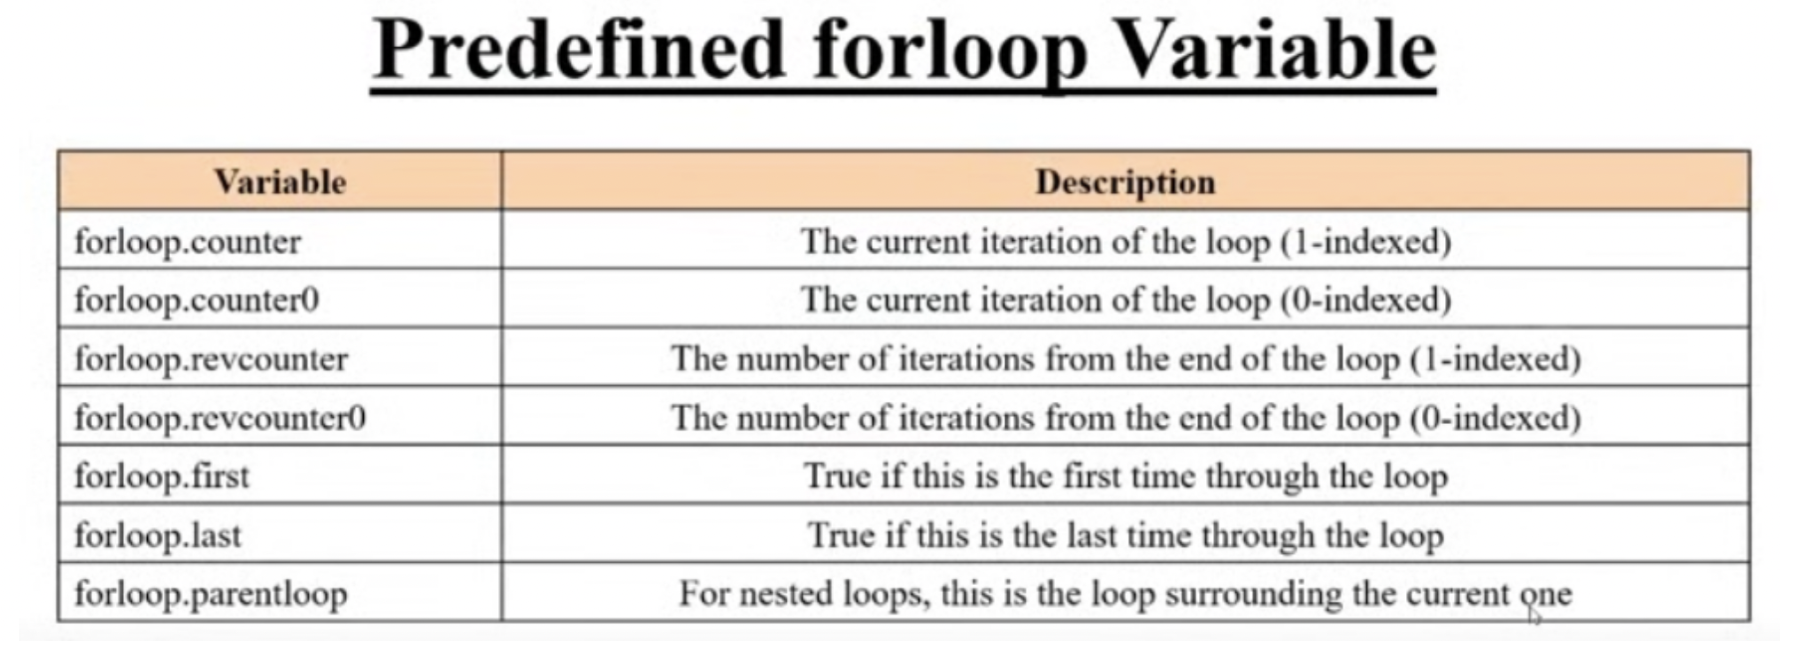 Predefined forloop Variable
Variable Description
forloop.counter The current iteration of the loop (1-indexed)
forloop.counter0 The current iteration of the loop (0-indexed)
forloop.revcounter The number of iterations from the end of the loop (1-indexed)
forloop.revcounter0 The number of iterations from the end of the loop (0-indexed)
forloop.first True if this is the first time through the loop
forloop.last True if this is the last time through the loop
forloop.parentloop For nested loops, this is the loop surrounding the current one